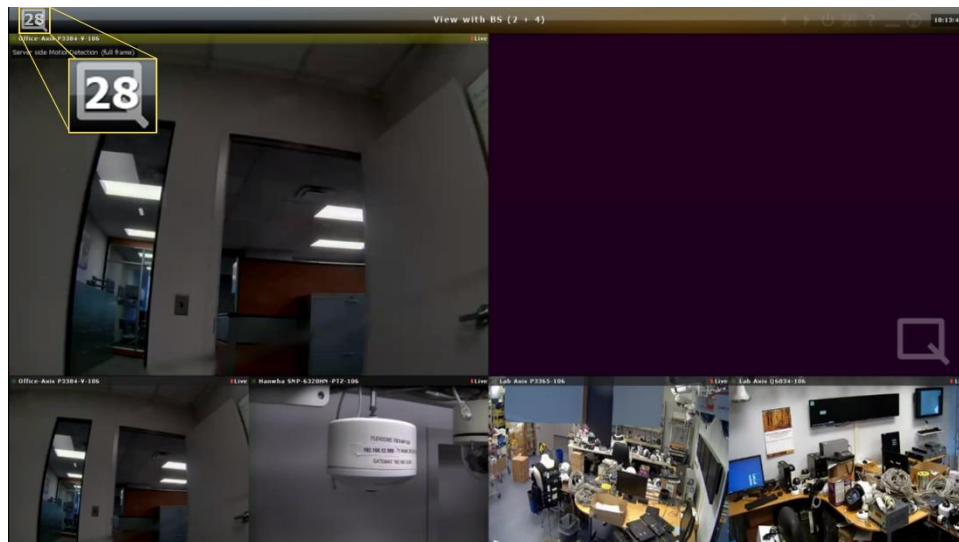 28
View with BS (2 + 4)
10:13:4
Office-Axis P3384-V-106
Live
Server side MotionDetection (full frame)
28
Office-Axis P3384-V-106
Live
Hanwha SNP-6320HN-PTZ-106
Live
Lab Axis P3365-106
Live
Lab Axis Q6034-106